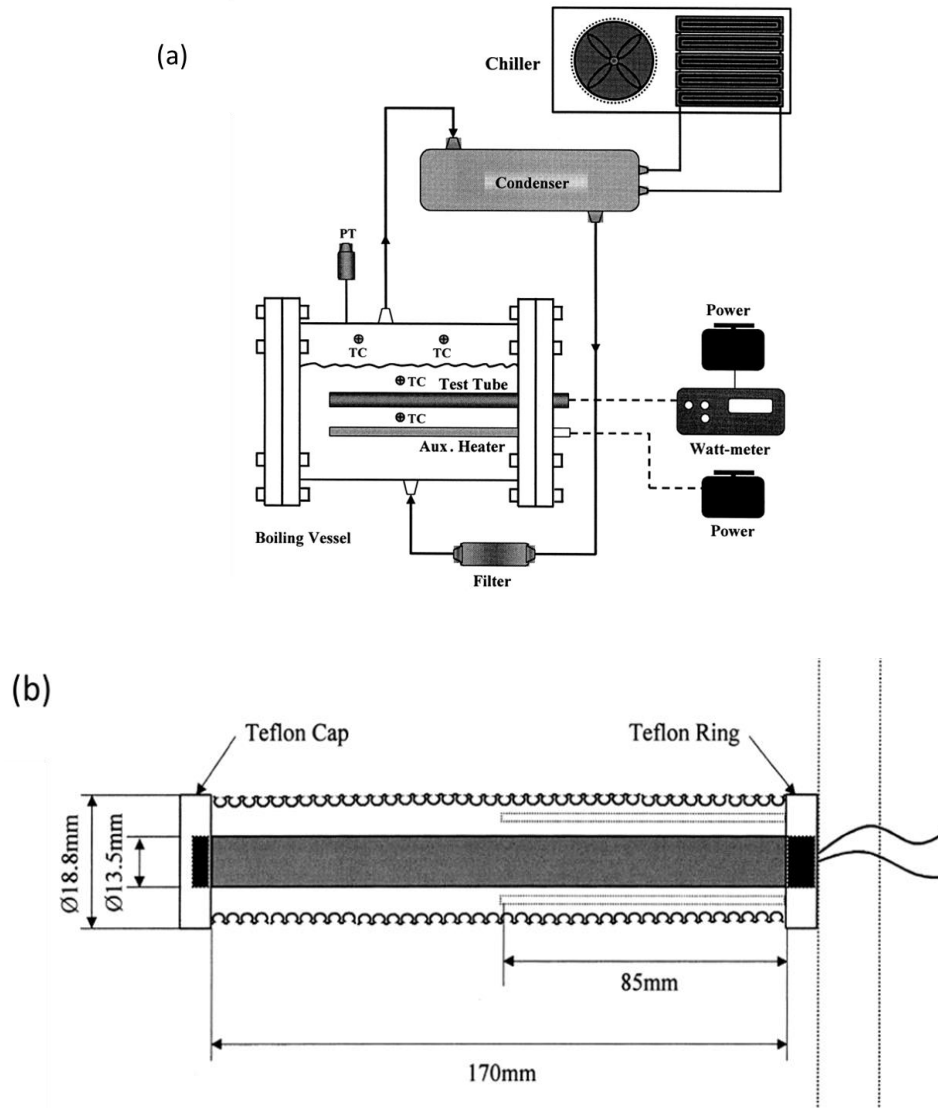 (a)
Chiller
Condenser
PT
Power
TC
TC
TC
Test Tube
TC
Aux. Heater
Watt-meter
Power
Boiling Vessel
Filter
(b)
Teflon Cap
Teflon Ring
Ø18.8mm
Ø13.5mm
85mm
170mm